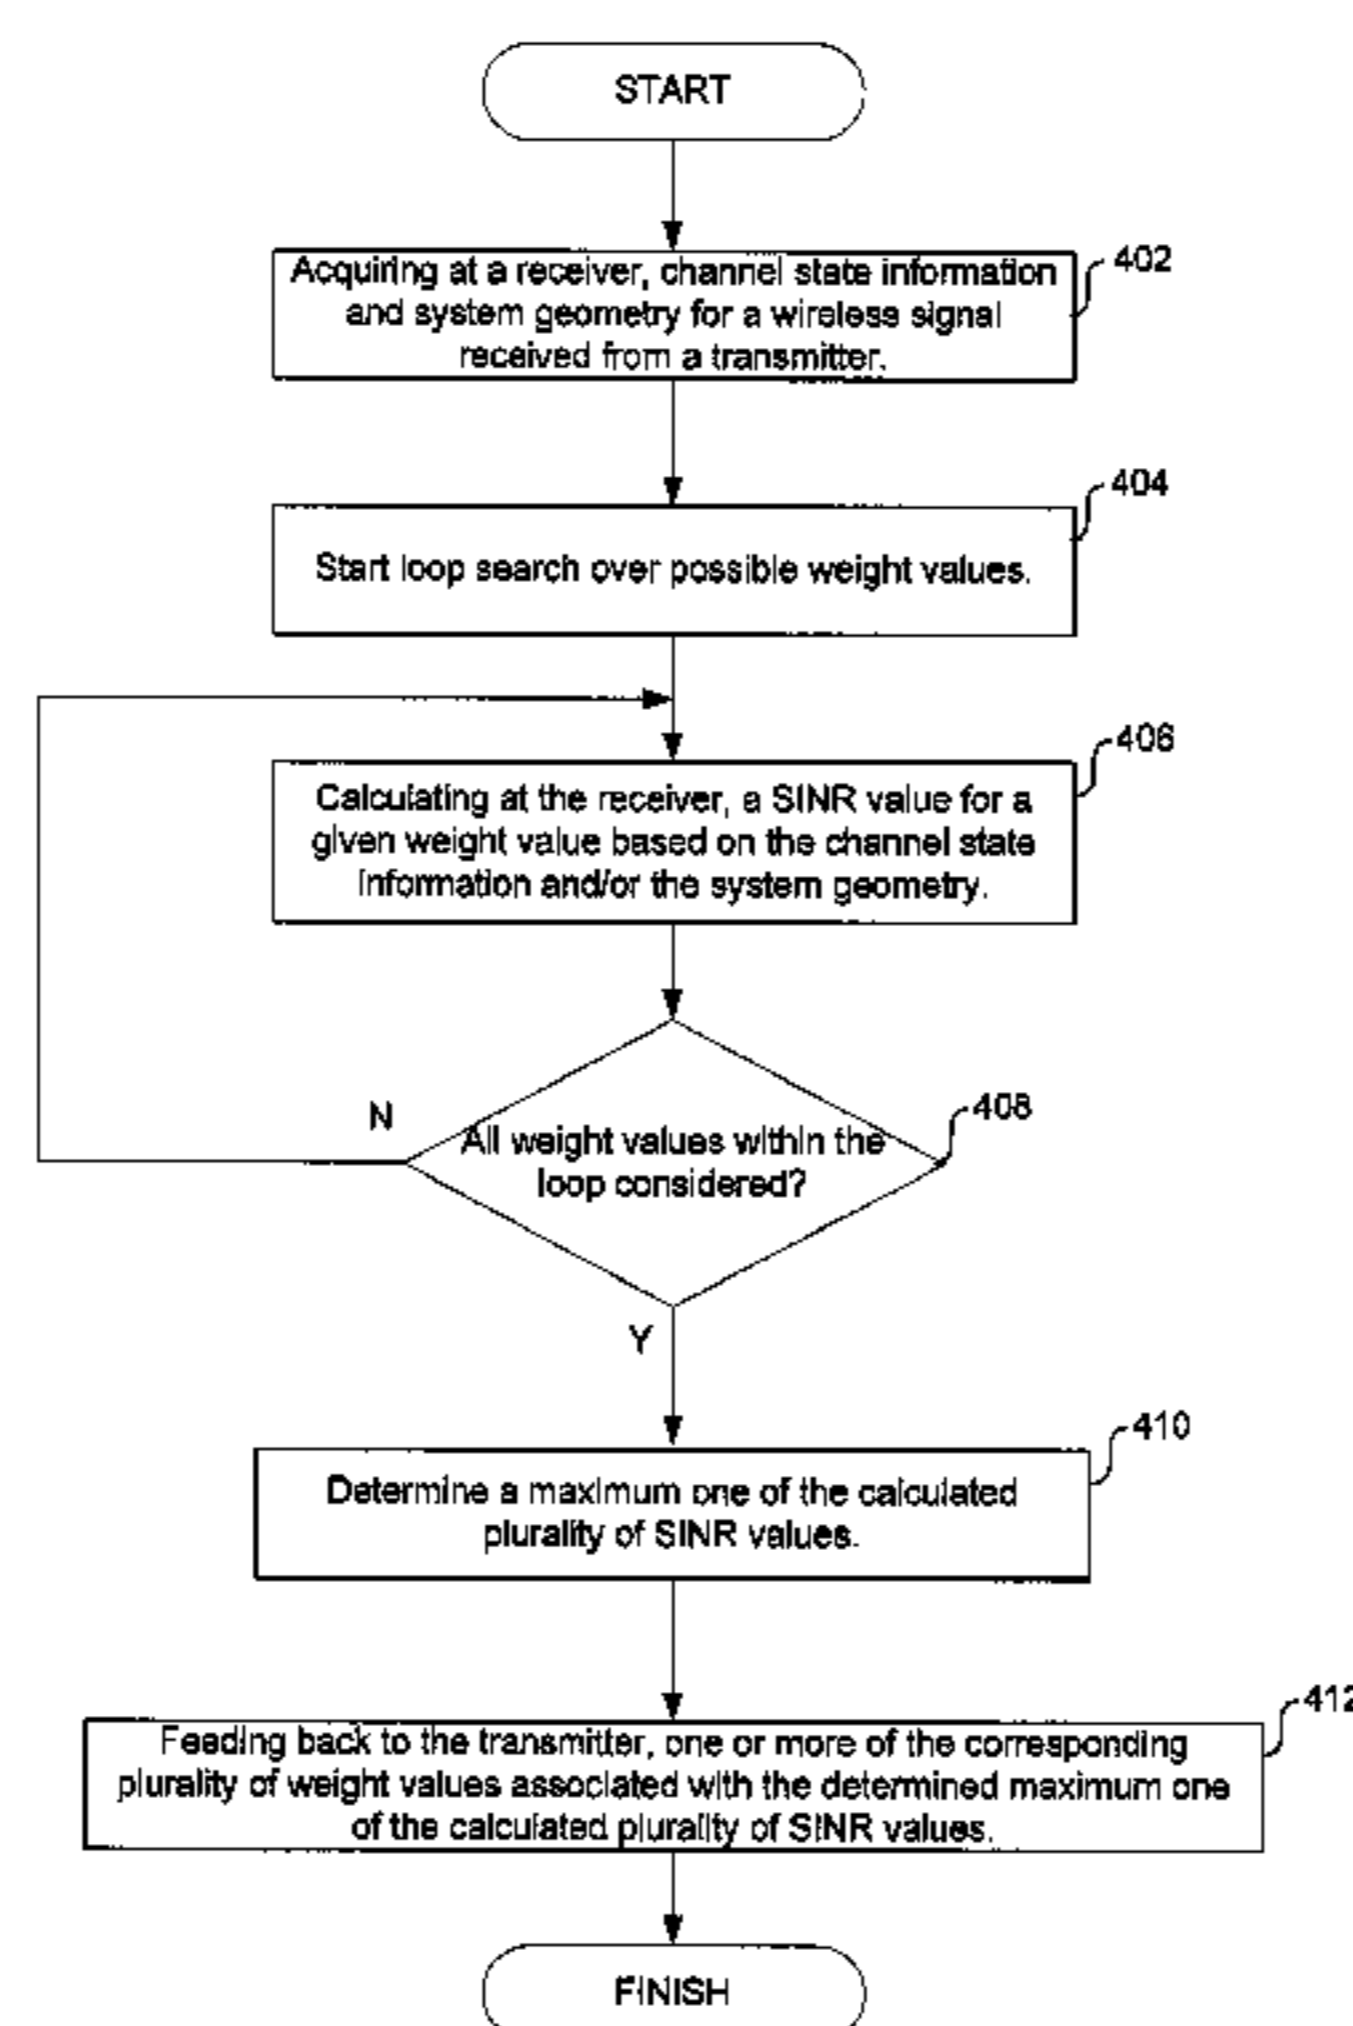 START
Acquiring at a receiver, channel state information
and system geometry for a wireless signal
received from a transmitter.
402
Start loop search over possible weight values.
404
Calculating at the receiver, a SINR value for a
given weight value based on the channel state
information and/or the system geometry.
406
All weight values within the
loop considered?
408
N
Y
Determine a maximum one of the calculated
plurality of SINR values.
410
Feeding back to the transmitter, one or more of the corresponding
plurality of weight values associated with the determined maximum one
of the calculated plurality of SINR values.
412
FINISH